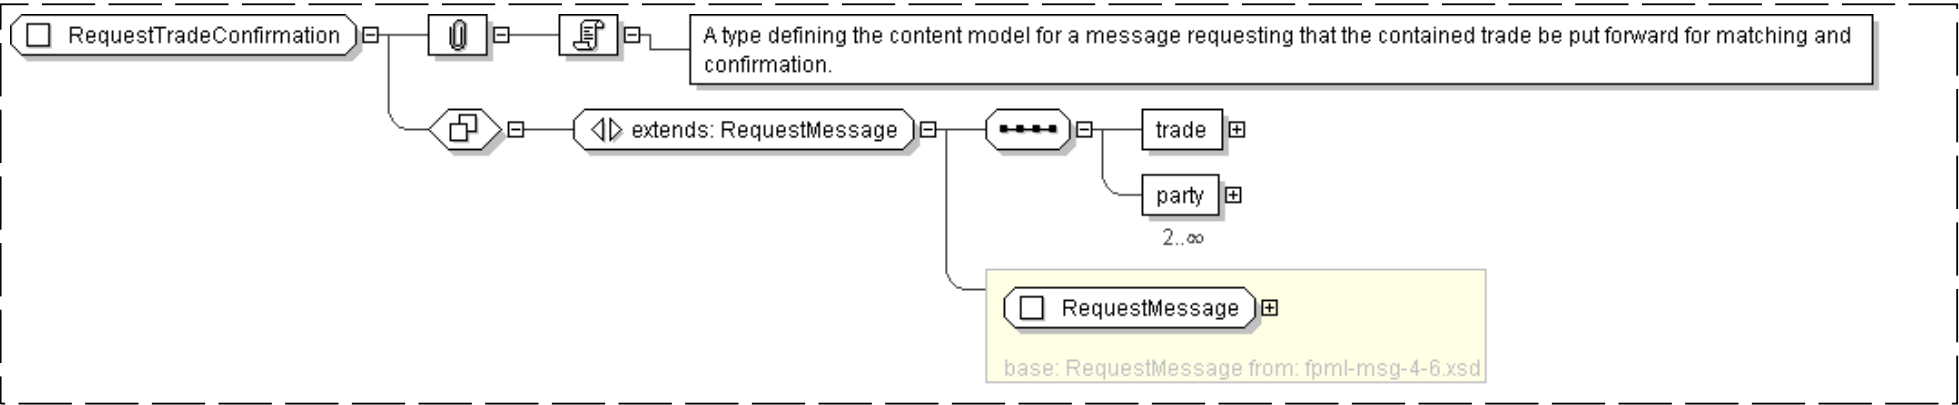 RequestTradeConfirmation
A type defining the content model for a message requesting that the contained trade be put forward for matching and
confirmation.
extends: RequestMessage
trade
party
2..∞
RequestMessage
base: RequestMessage from: fpml-msg-4-6.xsd